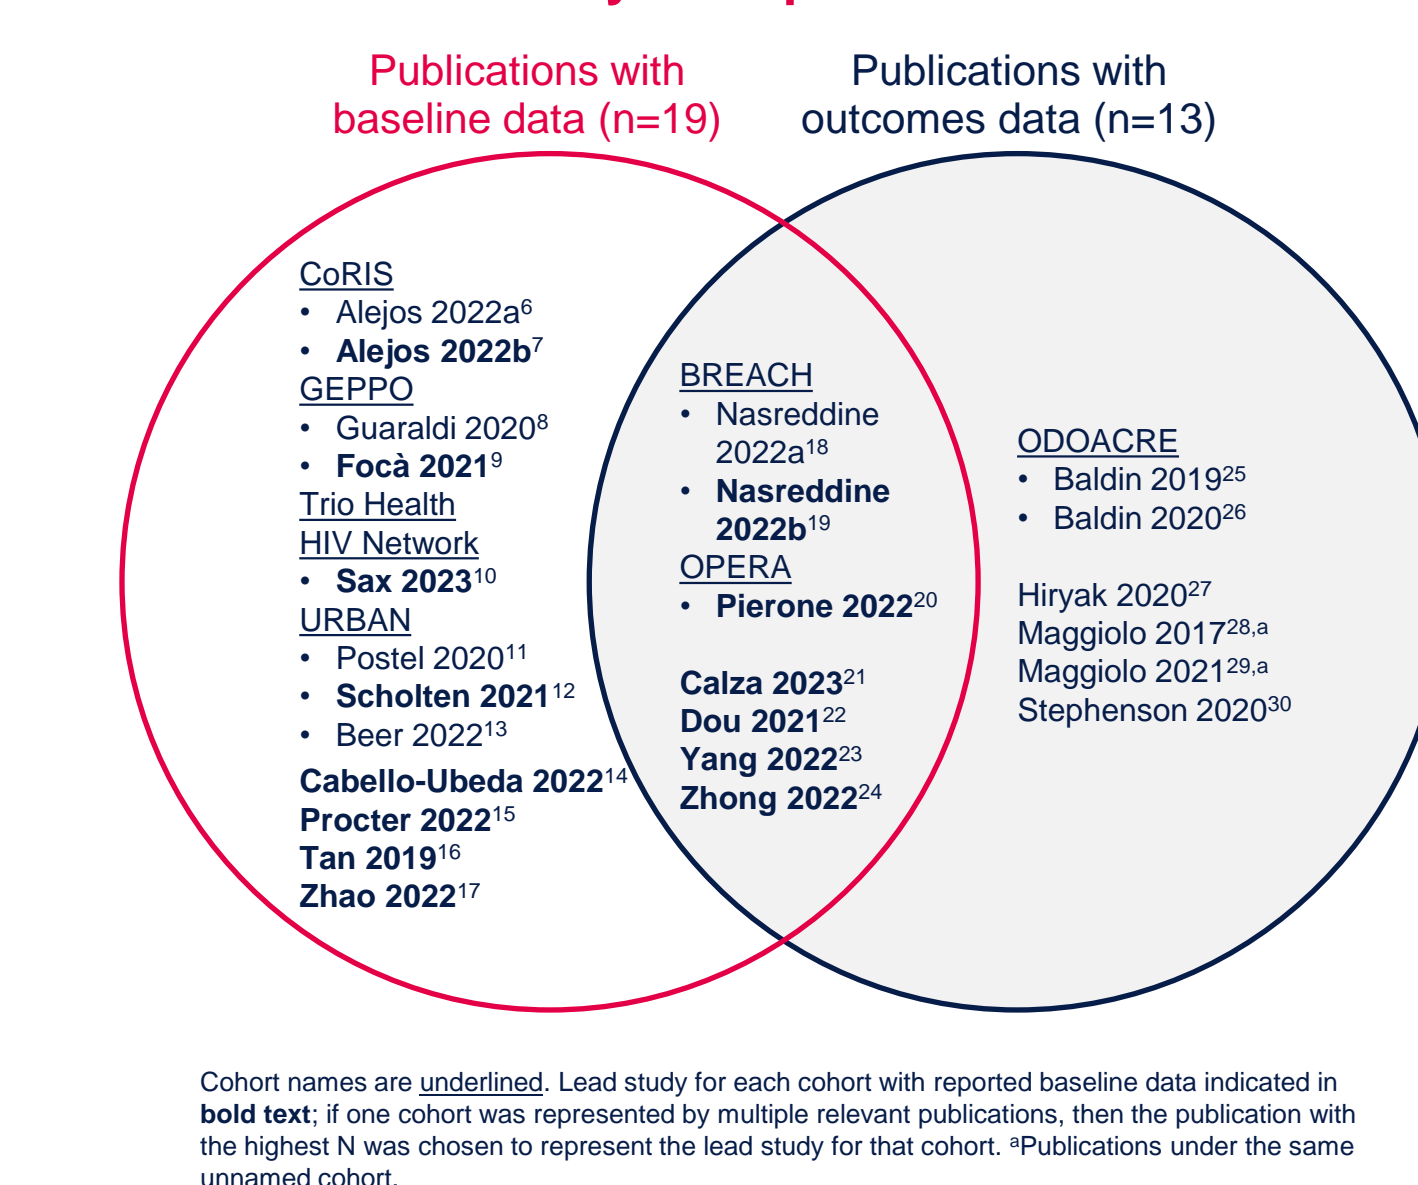 Publications with
baseline data (n=19)
Publications with
outcomes data (n=13)
CoRIS
• Alejos 2022a⁶
• Alejos 2022b⁷
GEPPO
• Guaraldi 2020⁸
• Focà 2021⁹
Trio Health
HIV Network
• Sax 2023¹⁰
URBAN
• Postel 2020¹¹
• Scholten 2021¹²
• Beer 2022¹³
Cabello-Ubeda 2022¹⁴
Procter 2022¹⁵
Tan 2019¹⁶
Zhao 2022¹⁷
BREACH
• Nasreddine
2022a¹⁸
• Nasreddine
2022b¹⁹
OPERA
• Pierone 2022²⁰
Calza 2023²¹
Dou 2021²²
Yang 2022²³
Zhong 2022²⁴
ODOACRE
• Baldin 2019²⁵
• Baldin 2020²⁶
Hiryak 2020²⁷
Maggiolo 2017²⁸,ᵃ
Maggiolo 2021²⁹,ᵃ
Stephenson 2020³⁰
Cohort names are underlined. Lead study for each cohort with reported baseline data indicated in
bold text; if one cohort was represented by multiple relevant publications, then the publication with
the highest N was chosen to represent the lead study for that cohort. ᵃPublications under the same
unnamed cohort.